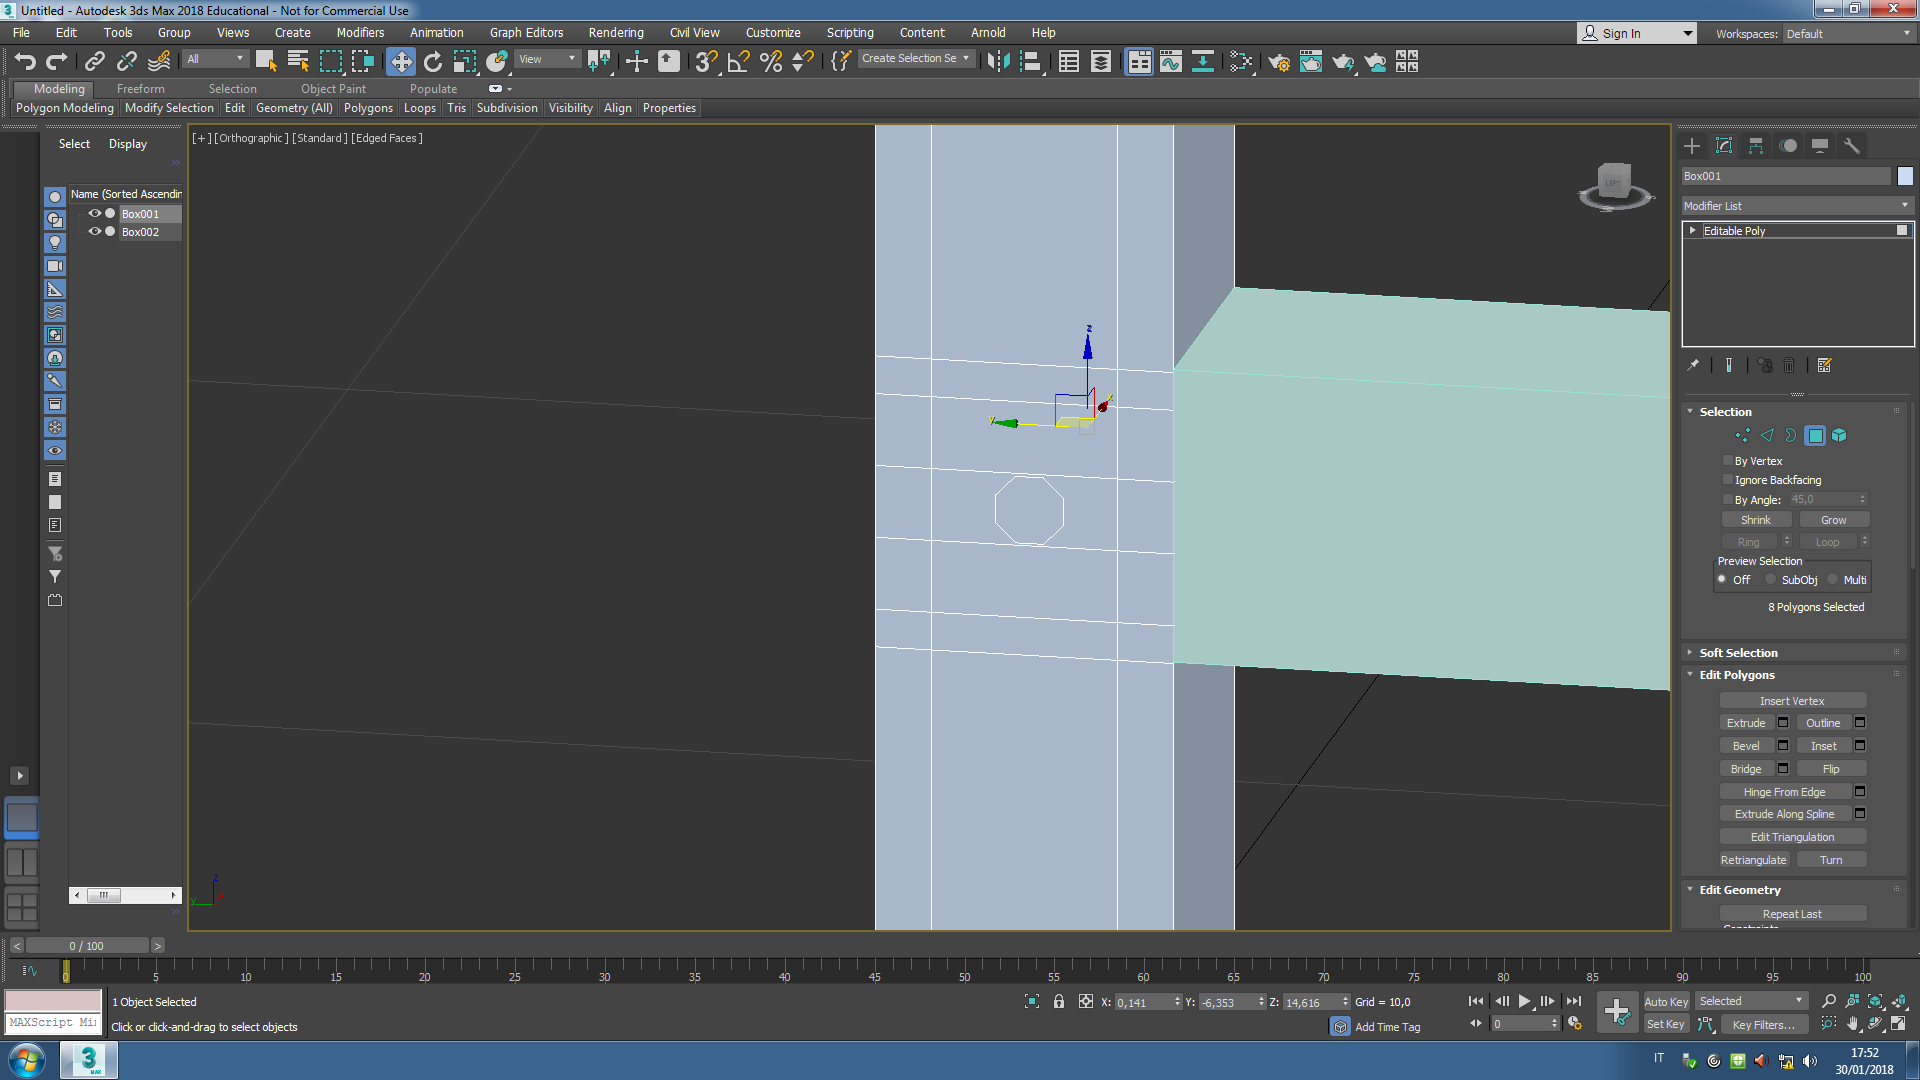 Untitled - Autodesk 3ds Max 2018 Educational - Not for Commercial Use
File Edit Tools Group Views Create Modifiers Animation Graph Editors Rendering Civil View Customize Scripting Content Arnold Help
Sign In
Workspaces: Default
All
View
Create Selection Se
Modeling Freeform Selection Object Paint Populate
Polygon Modeling Modify Selection Edit Geometry (All) Polygons Loops Tris Subdivision Visibility Align Properties
Select Display
Name (Sorted Ascendin
Box001
Box002
[+] [Orthographic] [Standard] [Edged Faces]
z
y
x
LEFT
Box001
Modifier List
Editable Poly
Selection
By Vertex
Ignore Backfacing
By Angle: 45,0
Shrink Grow
Ring Loop
Preview Selection
Off SubObj Multi
8 Polygons Selected
Soft Selection
Edit Polygons
Insert Vertex
Extrude Outline
Bevel Inset
Bridge Flip
Hinge From Edge
Extrude Along Spline
Edit Triangulation
Retriangulate Turn
Edit Geometry
Repeat Last
Constraints
z
y
< 0 / 100 >
0 5 10 15 20 25 30 35 40 45 50 55 60 65 70 75 80 85 90 95 100
1 Object Selected
X: 0,141 Y: -6,353 Z: 14,616 Grid = 10,0
Auto Key Selected
MAXScript Mi
Click or click-and-drag to select objects
Add Time Tag
0
Set Key Key Filters...
3
MAX
IT
17:52
30/01/2018